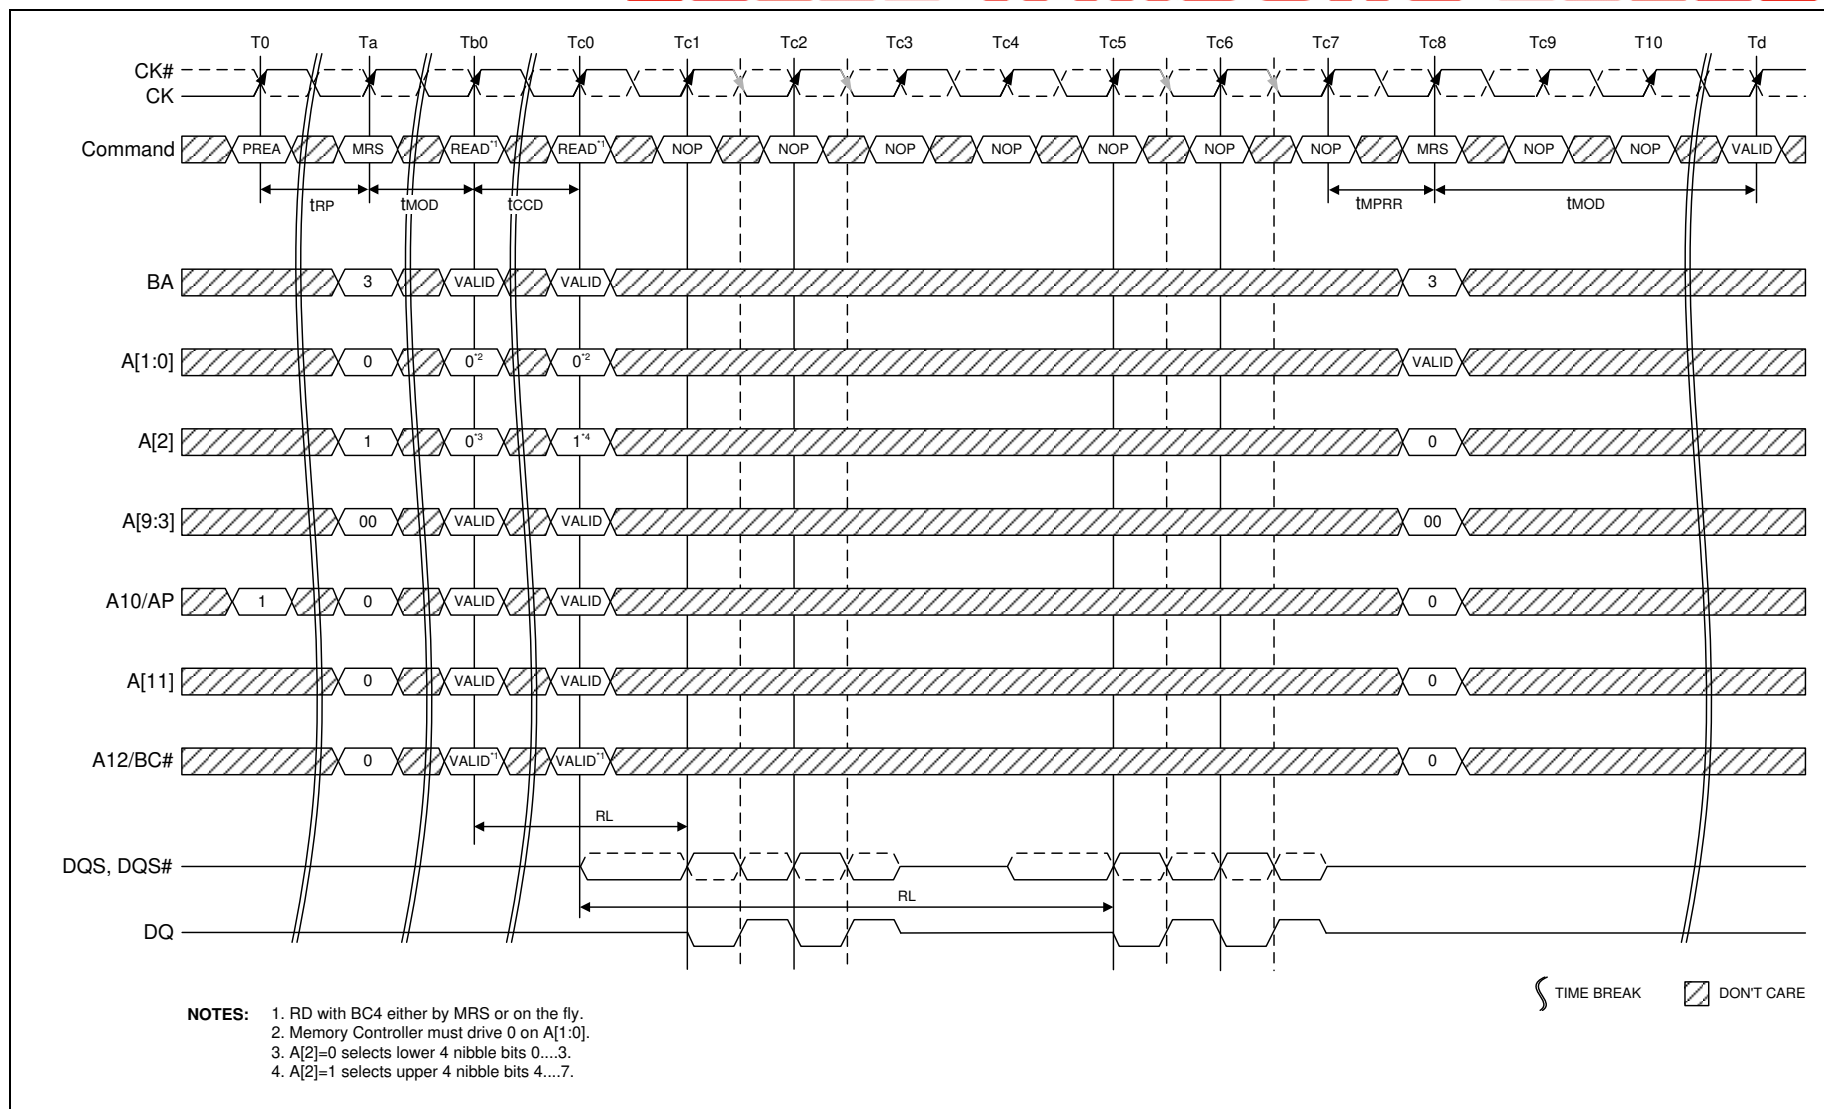 T0 Ta Tb0 Tc0 Tc1 Tc2 Tc3 Tc4 Tc5 Tc6 Tc7 Tc8 Tc9 T10 Td
CK#
CK
Command PREA MRS READ*1 READ*1 NOP NOP NOP NOP NOP NOP NOP MRS NOP NOP VALID
tRP tMOD tCCD tMPRR tMOD
BA 3 VALID VALID 3
A[1:0] 0 0*2 0*2 VALID
A[2] 1 0*3 1*4 0
A[9:3] 00 VALID VALID 00
A10/AP 1 0 VALID VALID 0
A[11] 0 VALID VALID 0
A12/BC# 0 VALID*1 VALID*1 0
RL
DQS, DQS#
RL
DQ
TIME BREAK DON'T CARE
NOTES: 1. RD with BC4 either by MRS or on the fly.
2. Memory Controller must drive 0 on A[1:0].
3. A[2]=0 selects lower 4 nibble bits 0....3.
4. A[2]=1 selects upper 4 nibble bits 4....7.